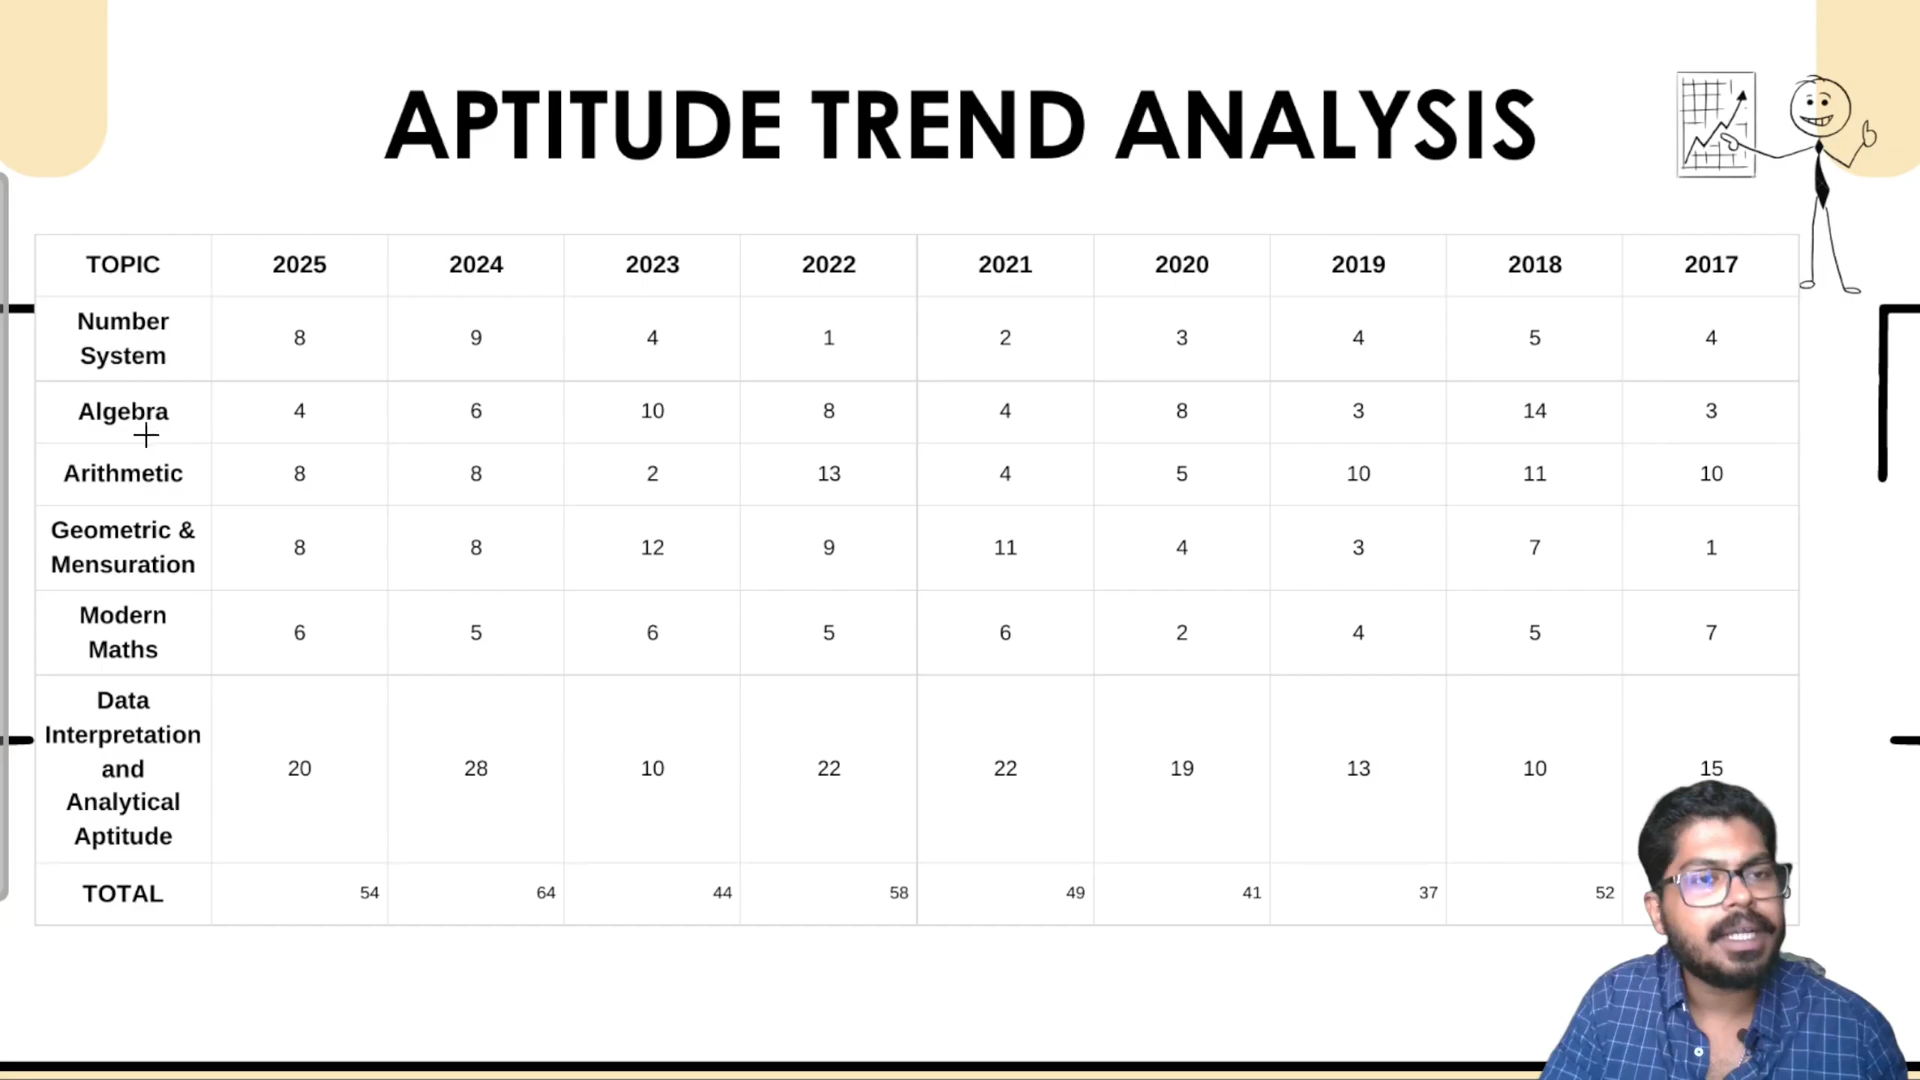 APTITUDE TREND ANALYSIS
TOPIC 2025 2024 2023 2022 2021 2020 2019 2018 2017
Number
System 8 9 4 1 2 3 4 5 4
Algebra 4 6 10 8 4 8 3 14 3
Arithmetic 8 8 2 13 4 5 10 11 10
Geometric &
Mensuration 8 8 12 9 11 4 3 7 1
Modern
Maths 6 5 6 5 6 2 4 5 7
Data
Interpretation
and 20 28 10 22 22 19 13 10 15
Analytical
Aptitude
TOTAL 54 64 44 58 49 41 37 52